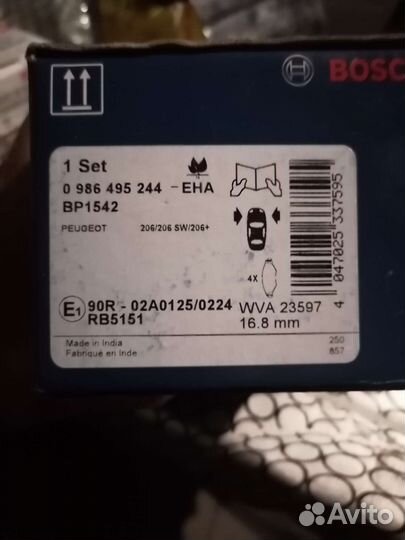 BOSC
1 Set
0 986 495 244 - EHA
BP1542
PEUGEOT 206/206 SW/206+
4X
E1 90R - 02A0125/0224
RB5151
WVA 23597
16.8 mm
Made in India
Fabriqué en Inde
250
857
4 047025 337595
Avito